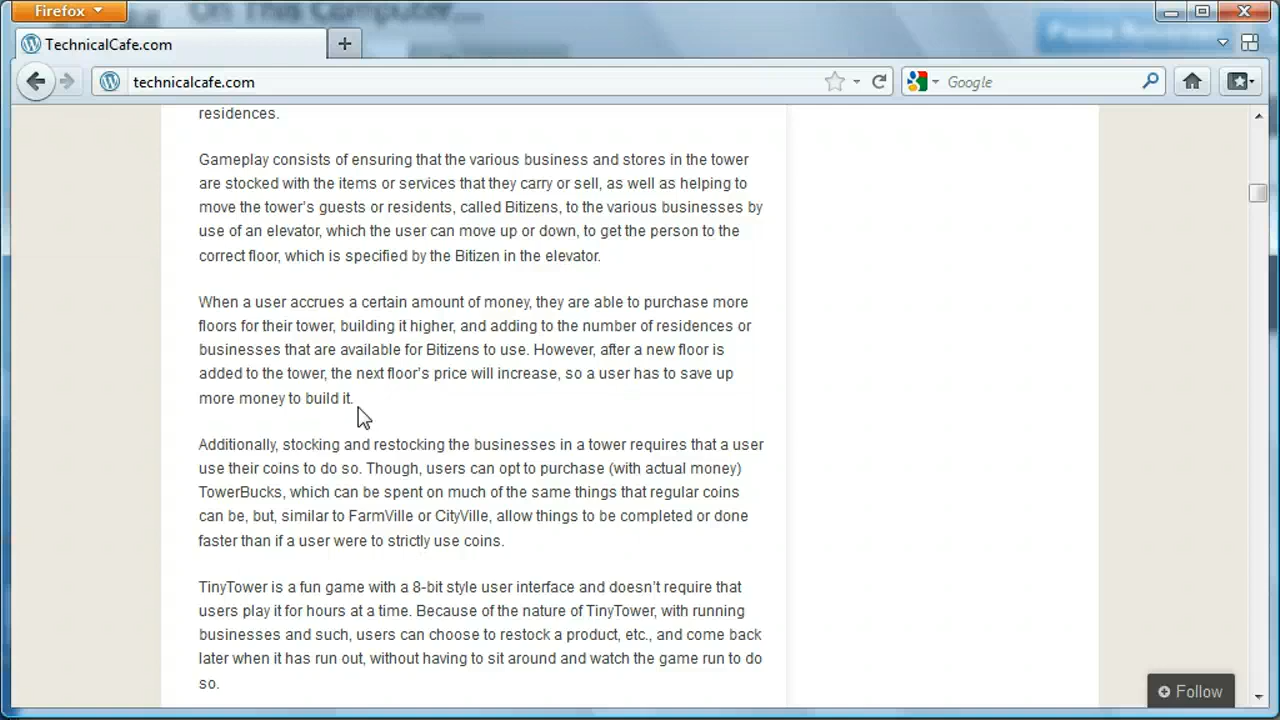 On This Computer...
Firefox
TechnicalCafe.com
technicalcafe.com
Google
residences.
Gameplay consists of ensuring that the various business and stores in the tower
are stocked with the items or services that they carry or sell, as well as helping to
move the tower's guests or residents, called Bitizens, to the various businesses by
use of an elevator, which the user can move up or down, to get the person to the
correct floor, which is specified by the Bitizen in the elevator.
When a user accrues a certain amount of money, they are able to purchase more
floors for their tower, building it higher, and adding to the number of residences or
businesses that are available for Bitizens to use. However, after a new floor is
added to the tower, the next floor's price will increase, so a user has to save up
more money to build it.
Additionally, stocking and restocking the businesses in a tower requires that a user
use their coins to do so. Though, users can opt to purchase (with actual money)
TowerBucks, which can be spent on much of the same things that regular coins
can be, but, similar to FarmVille or CityVille, allow things to be completed or done
faster than if a user were to strictly use coins.
TinyTower is a fun game with a 8-bit style user interface and doesn't require that
users play it for hours at a time. Because of the nature of TinyTower, with running
businesses and such, users can choose to restock a product, etc., and come back
later when it has run out, without having to sit around and watch the game run to do
so.
Follow